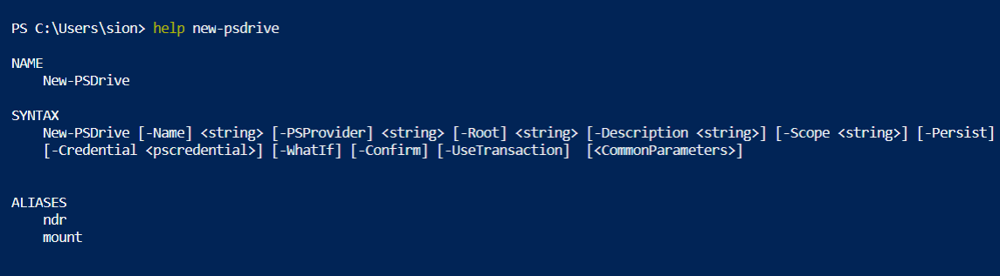 PS C:\Users\sion> help new-psdrive
NAME
New-PSDrive
SYNTAX
New-PSDrive [-Name] <string> [-PSProvider] <string> [-Root] <string> [-Description <string>] [-Scope <string>] [-Persist]
[-Credential <pscredential>] [-WhatIf] [-Confirm] [-UseTransaction]  [<CommonParameters>]
ALIASES
ndr
mount